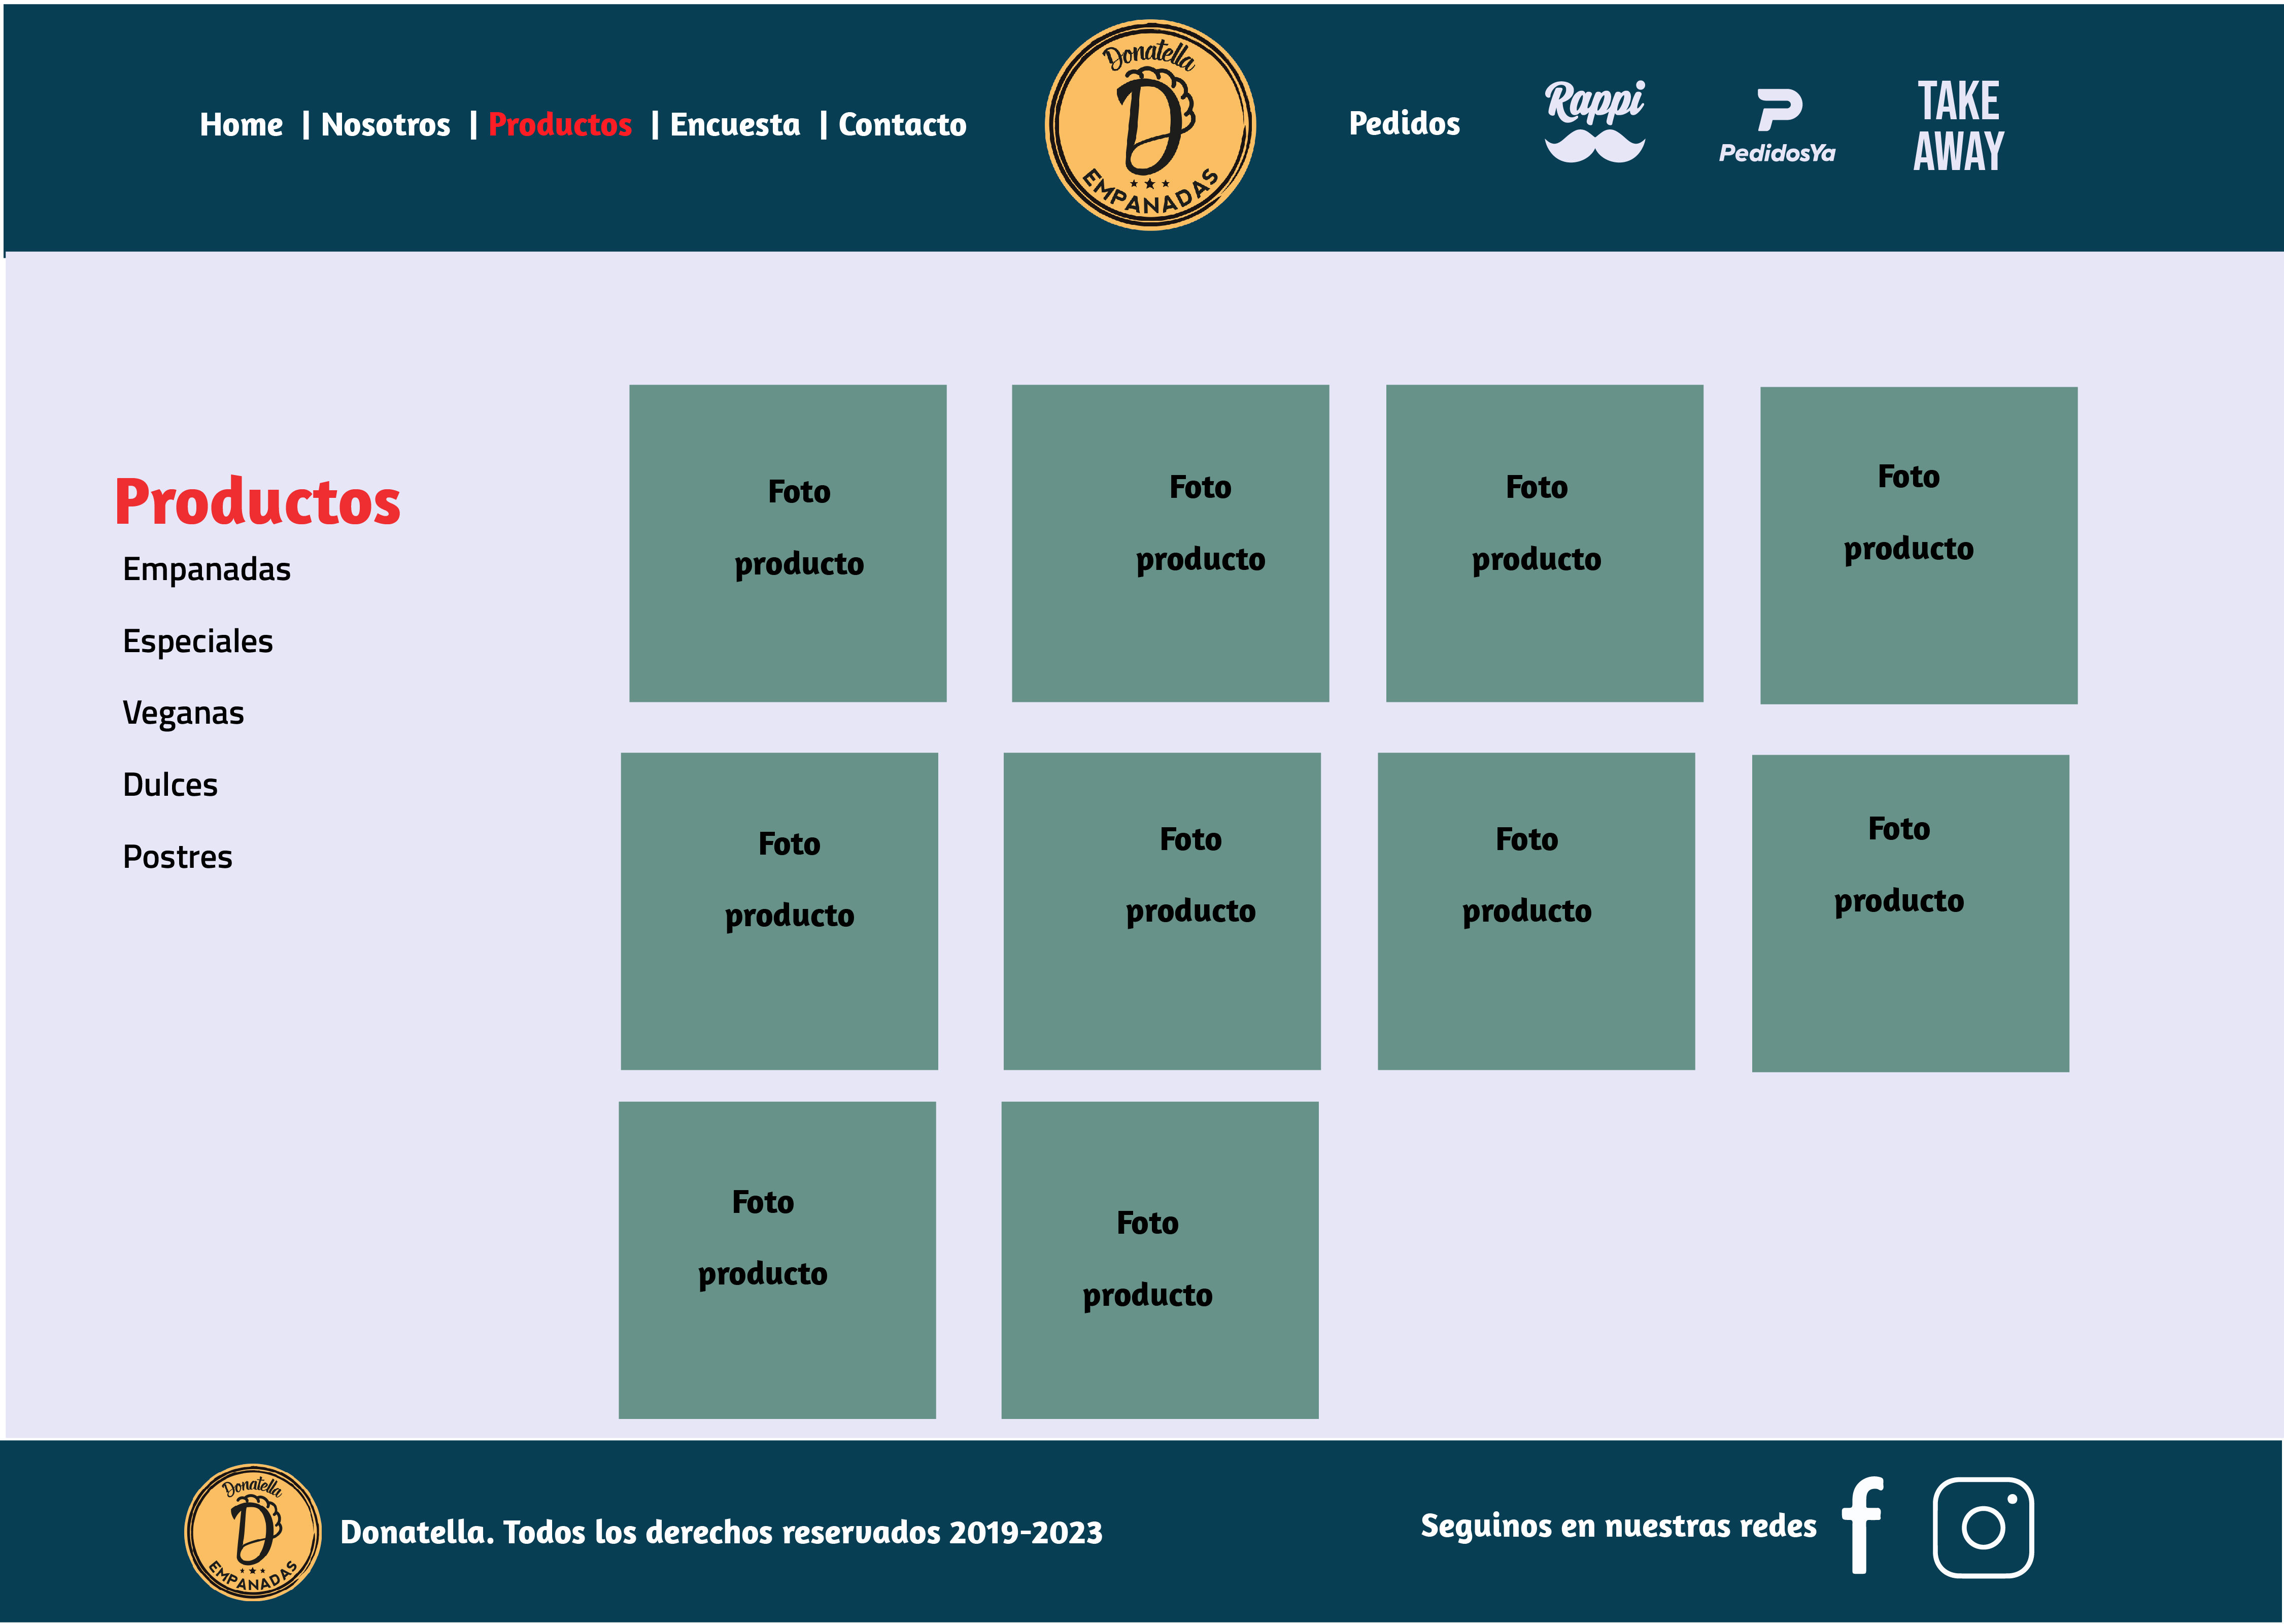 Home | Nosotros | Productos | Encuesta | Contacto
Donatella
D
EMPANADAS
Pedidos
Rappi
PedidosYa
TAKE
AWAY
Productos
Empanadas
Especiales
Veganas
Dulces
Postres
Foto
producto
Foto
producto
Foto
producto
Foto
producto
Foto
producto
Foto
producto
Foto
producto
Foto
producto
Foto
producto
Foto
producto
Donatella
D
EMPANADAS
Donatella. Todos los derechos reservados 2019-2023
Seguinos en nuestras redes